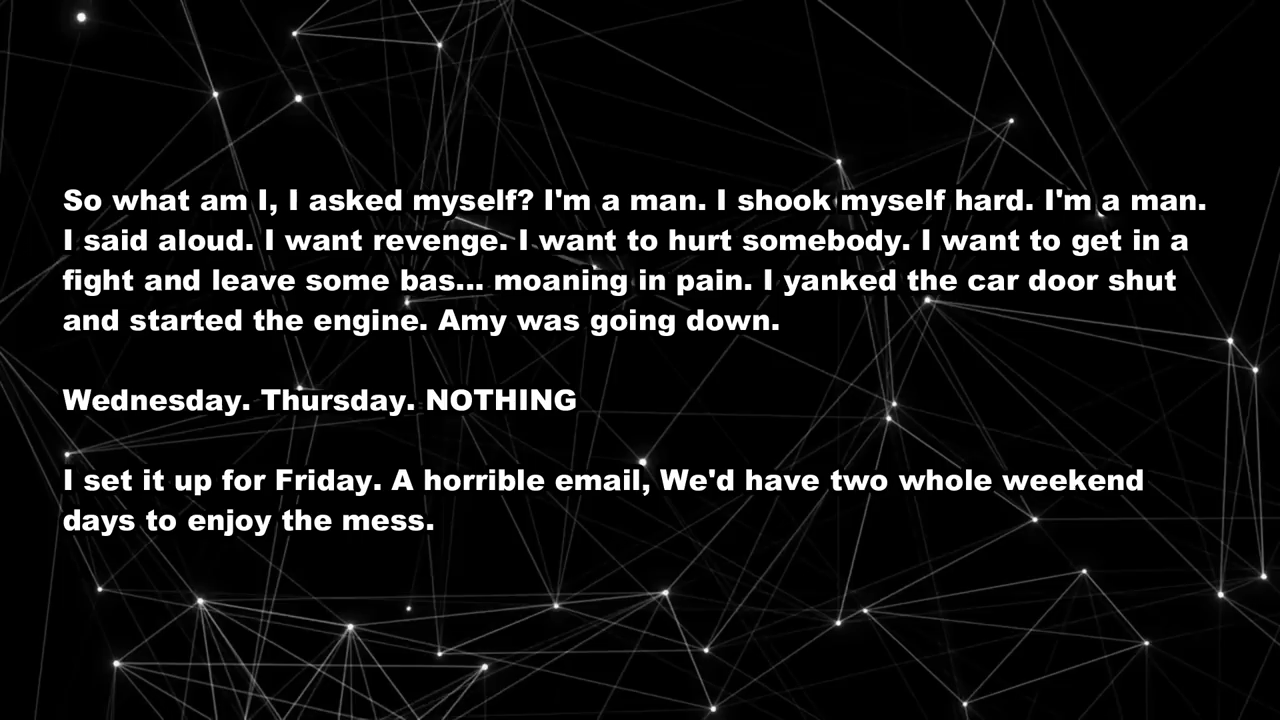 So what am I, I asked myself? I'm a man. I shook myself hard. I'm a man.
I said aloud. I want revenge. I want to hurt somebody. I want to get in a
fight and leave some bas... moaning in pain. I yanked the car door shut
and started the engine. Amy was going down.
Wednesday. Thursday. NOTHING
I set it up for Friday. A horrible email, We'd have two whole weekend
days to enjoy the mess.